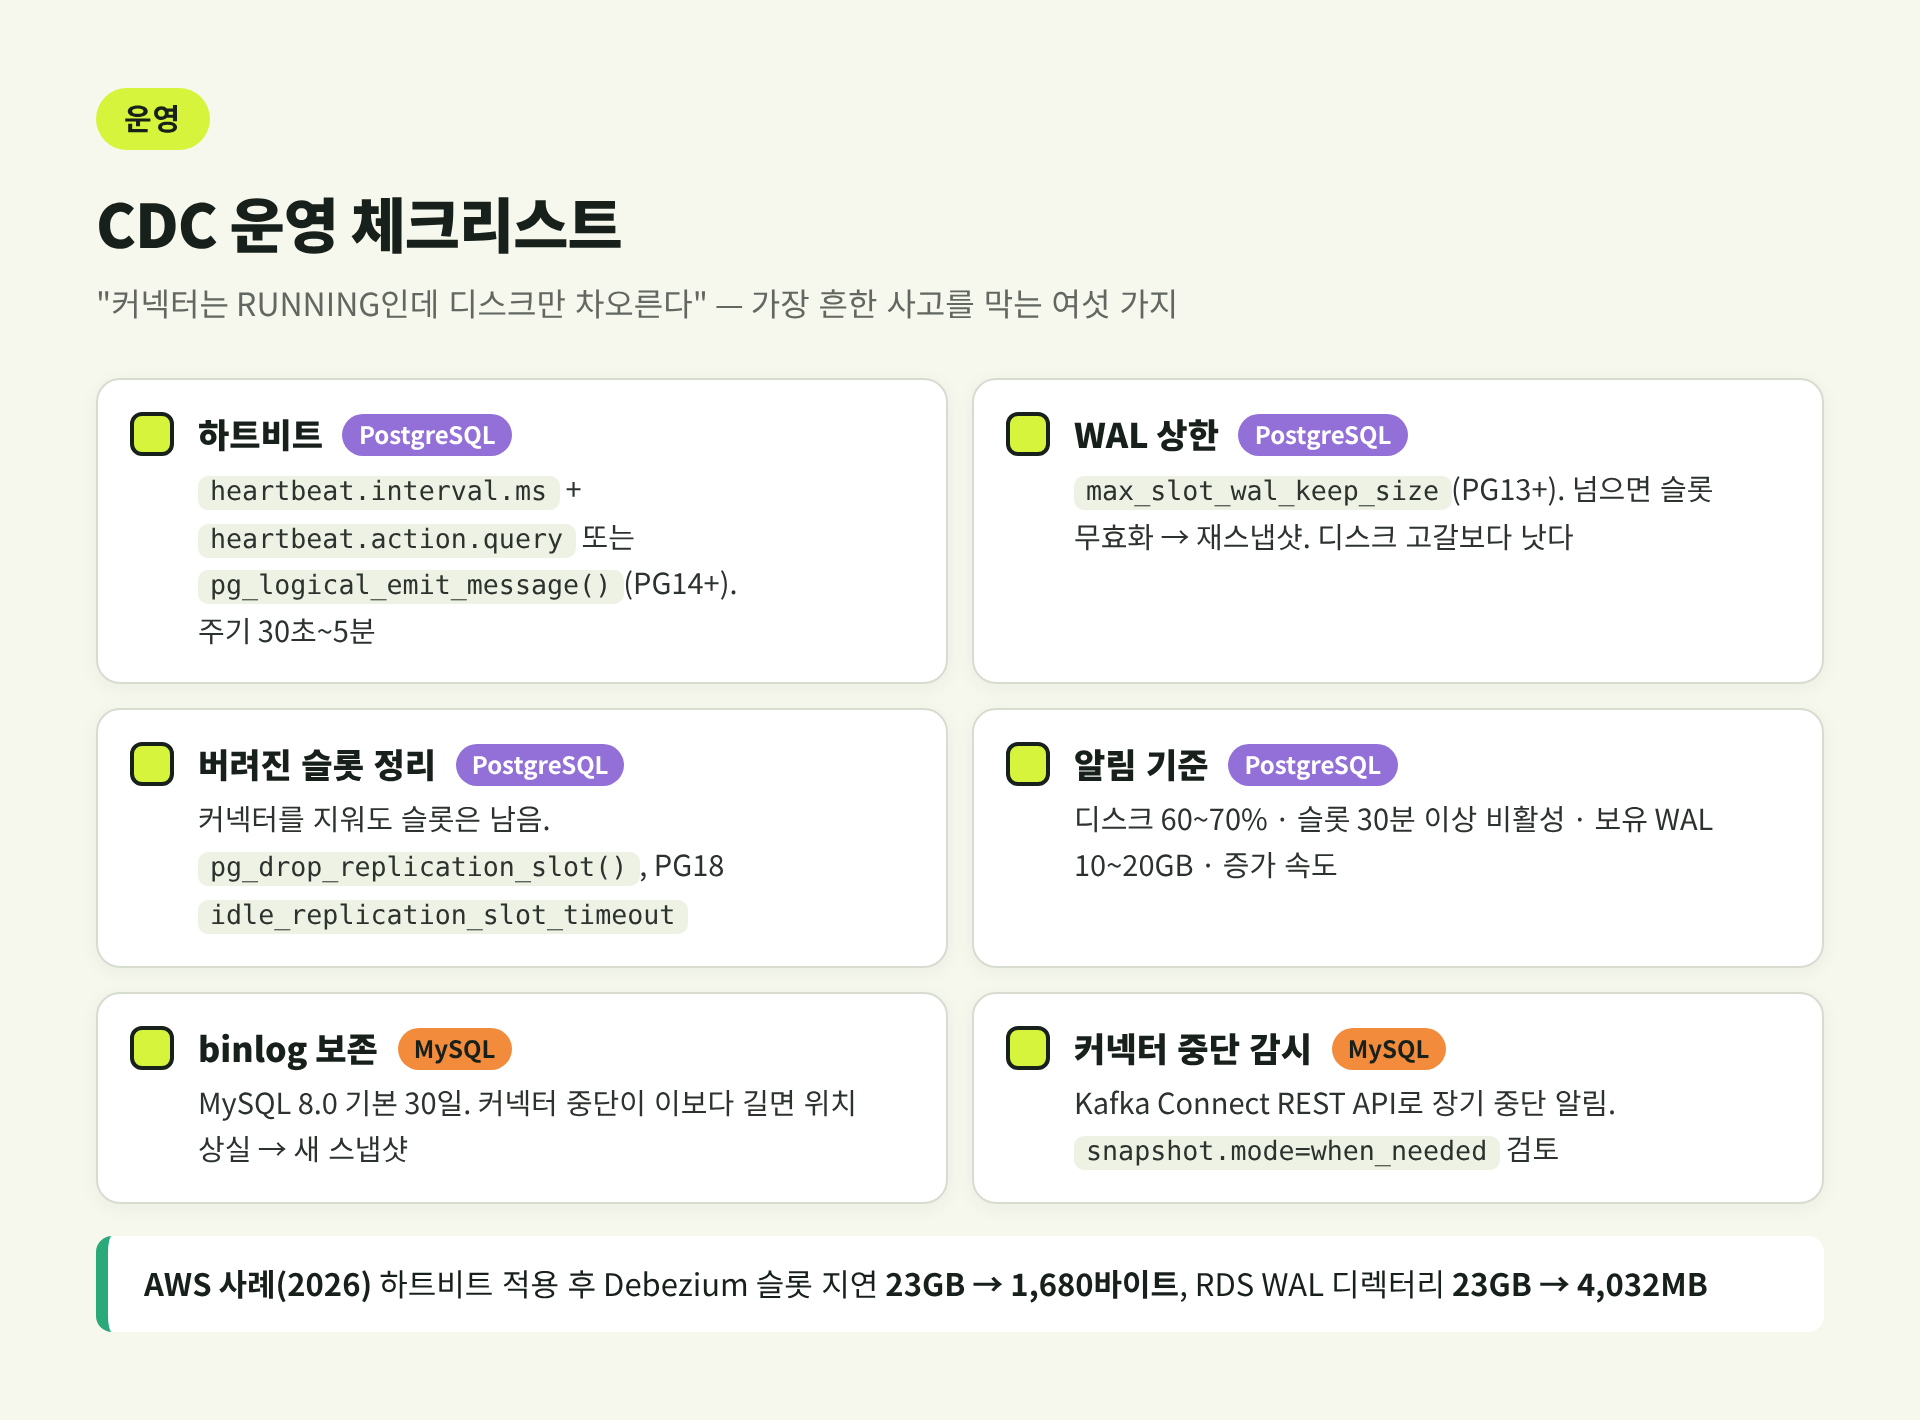 운영
CDC 운영 체크리스트
"커넥터는 RUNNING인데 디스크만 차오른다" — 가장 흔한 사고를 막는 여섯 가지
하트비트 PostgreSQL
heartbeat.interval.ms +
heartbeat.action.query 또는
pg_logical_emit_message() (PG14+).
주기 30초~5분
WAL 상한 PostgreSQL
max_slot_wal_keep_size (PG13+). 넘으면 슬롯
무효화 → 재스냅샷. 디스크 고갈보다 낫다
버려진 슬롯 정리 PostgreSQL
커넥터를 지워도 슬롯은 남음.
pg_drop_replication_slot() , PG18
idle_replication_slot_timeout
알림 기준 PostgreSQL
디스크 60~70% · 슬롯 30분 이상 비활성 · 보유 WAL
10~20GB · 증가 속도
binlog 보존 MySQL
MySQL 8.0 기본 30일. 커넥터 중단이 이보다 길면 위치
상실 → 새 스냅샷
커넥터 중단 감시 MySQL
Kafka Connect REST API로 장기 중단 알림.
snapshot.mode=when_needed 검토
AWS 사례(2026) 하트비트 적용 후 Debezium 슬롯 지연 23GB → 1,680바이트, RDS WAL 디렉터리 23GB → 4,032MB